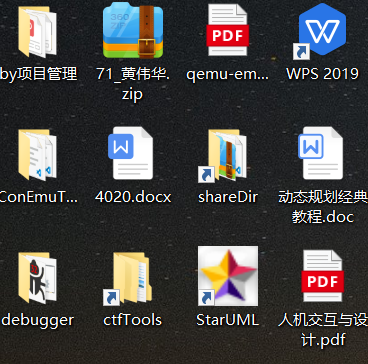 by项目管理
71_黄伟华.
zip
PDF
qemu-em...
WPS 2019
ConEmuT...
4020.docx
shareDir
动态规划经典
教程.doc
debugger
ctfTools
StarUML
PDF
人机交互与设
计.pdf